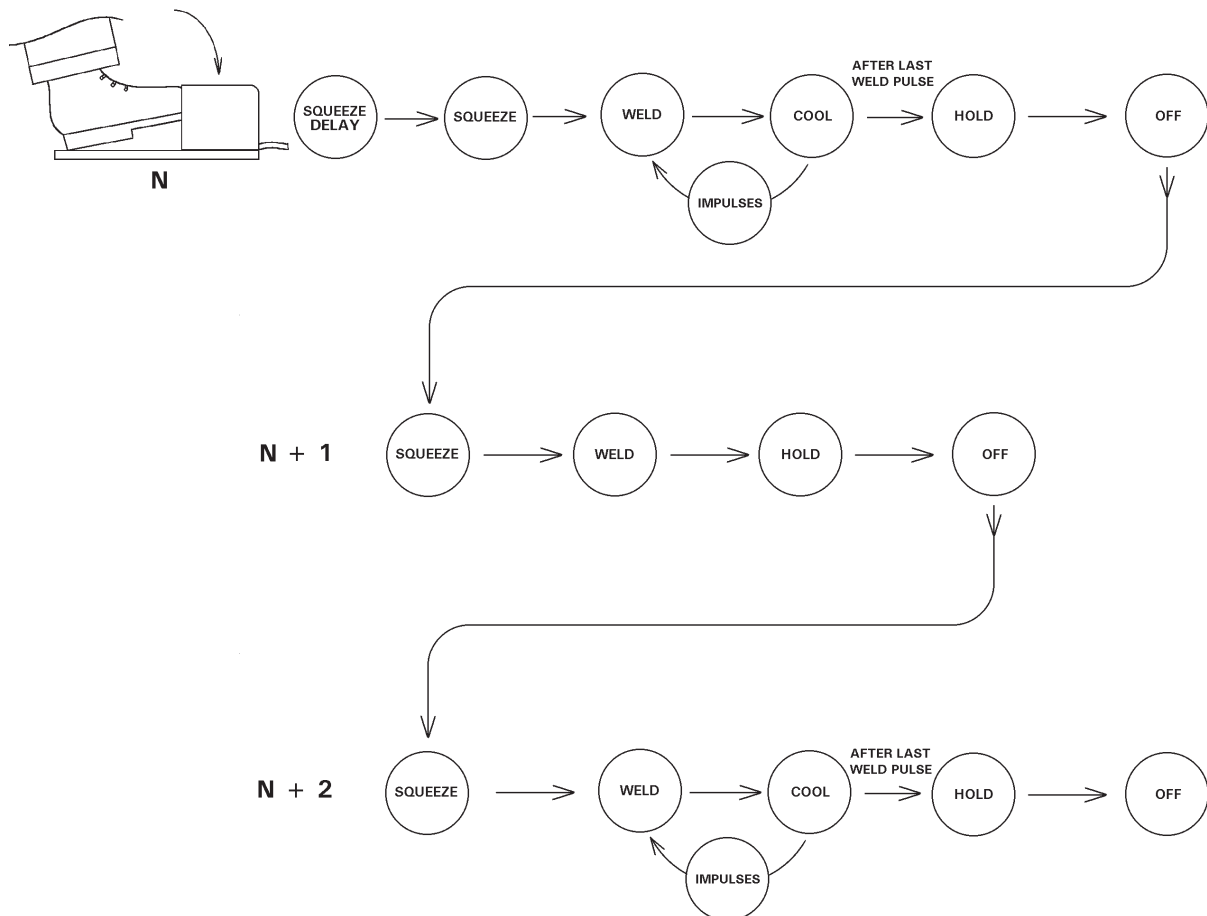 SQUEEZE
DELAY
SQUEEZE
WELD
COOL
AFTER LAST
WELD PULSE
HOLD
OFF
IMPULSES
N
N + 1
SQUEEZE
WELD
HOLD
OFF
N + 2
SQUEEZE
WELD
COOL
AFTER LAST
WELD PULSE
HOLD
OFF
IMPULSES